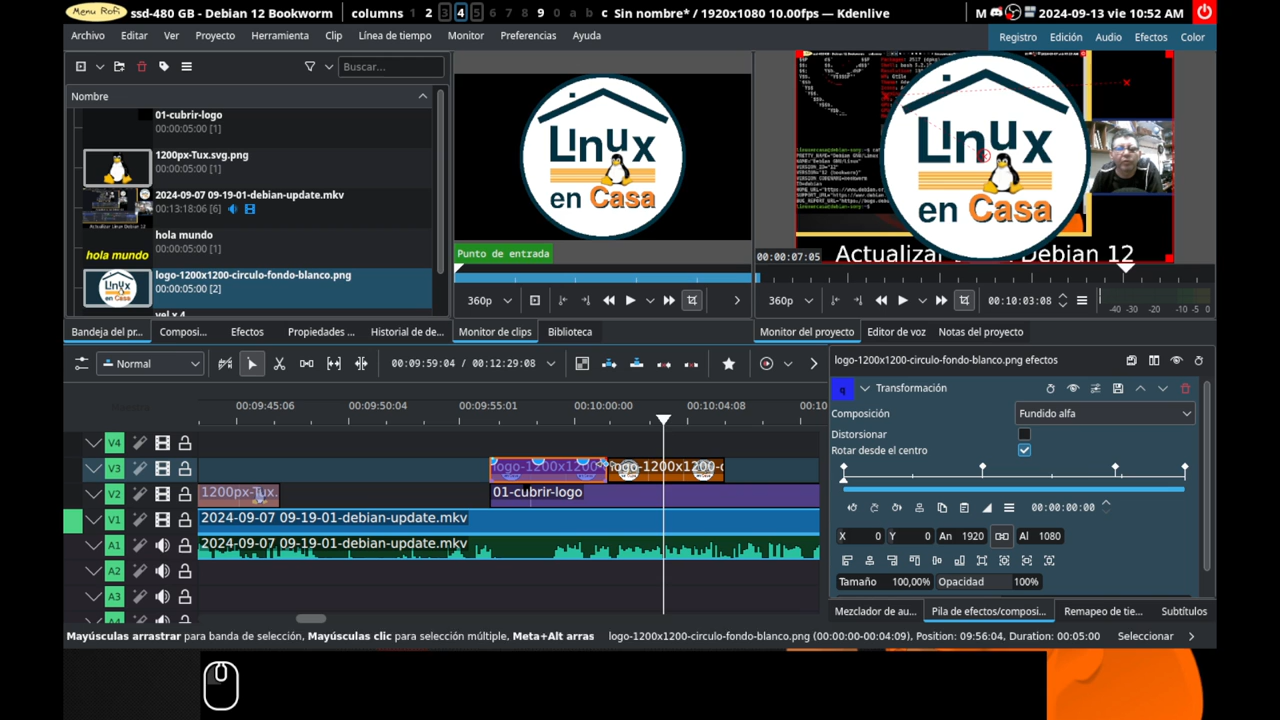 Menu Rofi ssd-480 GB - Debian 12 Bookworm columns 1 2 3 4 5 6 7 8 9 0 a b c Sin nombre* / 1920x1080 10.00fps — Kdenlive M 2024-09-13 vie 10:52 AM
Archivo Editar Ver Proyecto Herramienta Clip Línea de tiempo Monitor Preferencias Ayuda Registro Edición Audio Efectos Color
Buscar...
Nombre
01-cubrir-logo
00:00:05:00 [1]
1200px-Tux.svg.png
00:00:05:00 [1]
2024-09-07 09-19-01-debian-update.mkv
00:13:18:06 [6]
hola mundo
hola mundo
00:00:05:00 [1]
logo-1200x1200-circulo-fondo-blanco.png
00:00:05:00 [2]
Linux
en Casa
Punto de entrada
Linux
en Casa
00:00:07:05
360p
360p 00:10:03:08
-40 -30 -20 -10 -5 0
Bandeja del pr... Composi... Efectos Propiedades ... Historial de de... Monitor de clips Biblioteca Monitor del proyecto Editor de voz Notas del proyecto
Normal 00:09:59:04 / 00:12:29:08
00:09:45:06 00:09:50:04 00:09:55:01 00:10:00:00 00:10:04:08
V4
V3 logo-1200x1200
V2 1200px-Tux. 01-cubrir-logo
V1 2024-09-07 09-19-01-debian-update.mkv
A1 2024-09-07 09-19-01-debian-update.mkv
A2
A3
logo-1200x1200-circulo-fondo-blanco.png efectos
Transformación
Composición Fundido alfa
Distorsionar
Rotar desde el centro
00:00:00:00
X 0 Y 0 An 1920 Al 1080
Tamaño 100,00% Opacidad 100%
Mezclador de au... Pila de efectos/composi... Remapeo de tie... Subtítulos
Mayúsculas arrastrar para banda de selección, Mayúsculas clic para selección múltiple, Meta+Alt arras logo-1200x1200-circulo-fondo-blanco.png (00:00:00-00:04:09), Position: 09:56:04, Duration: 00:05:00 Seleccionar